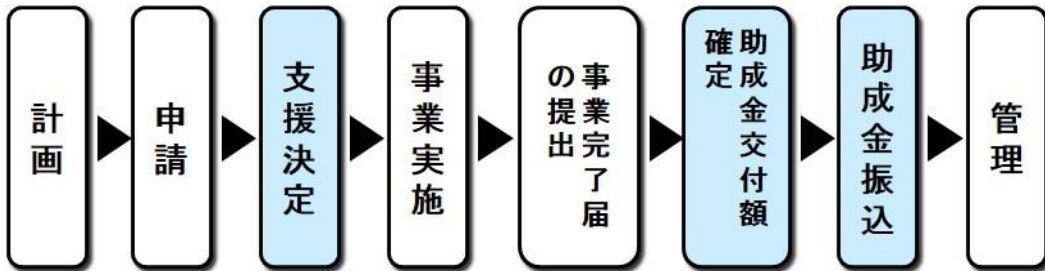 計画
申請
支援決定
事業実施
事業完了届
の提出
助成金交付額
確定
助成金振込
管理